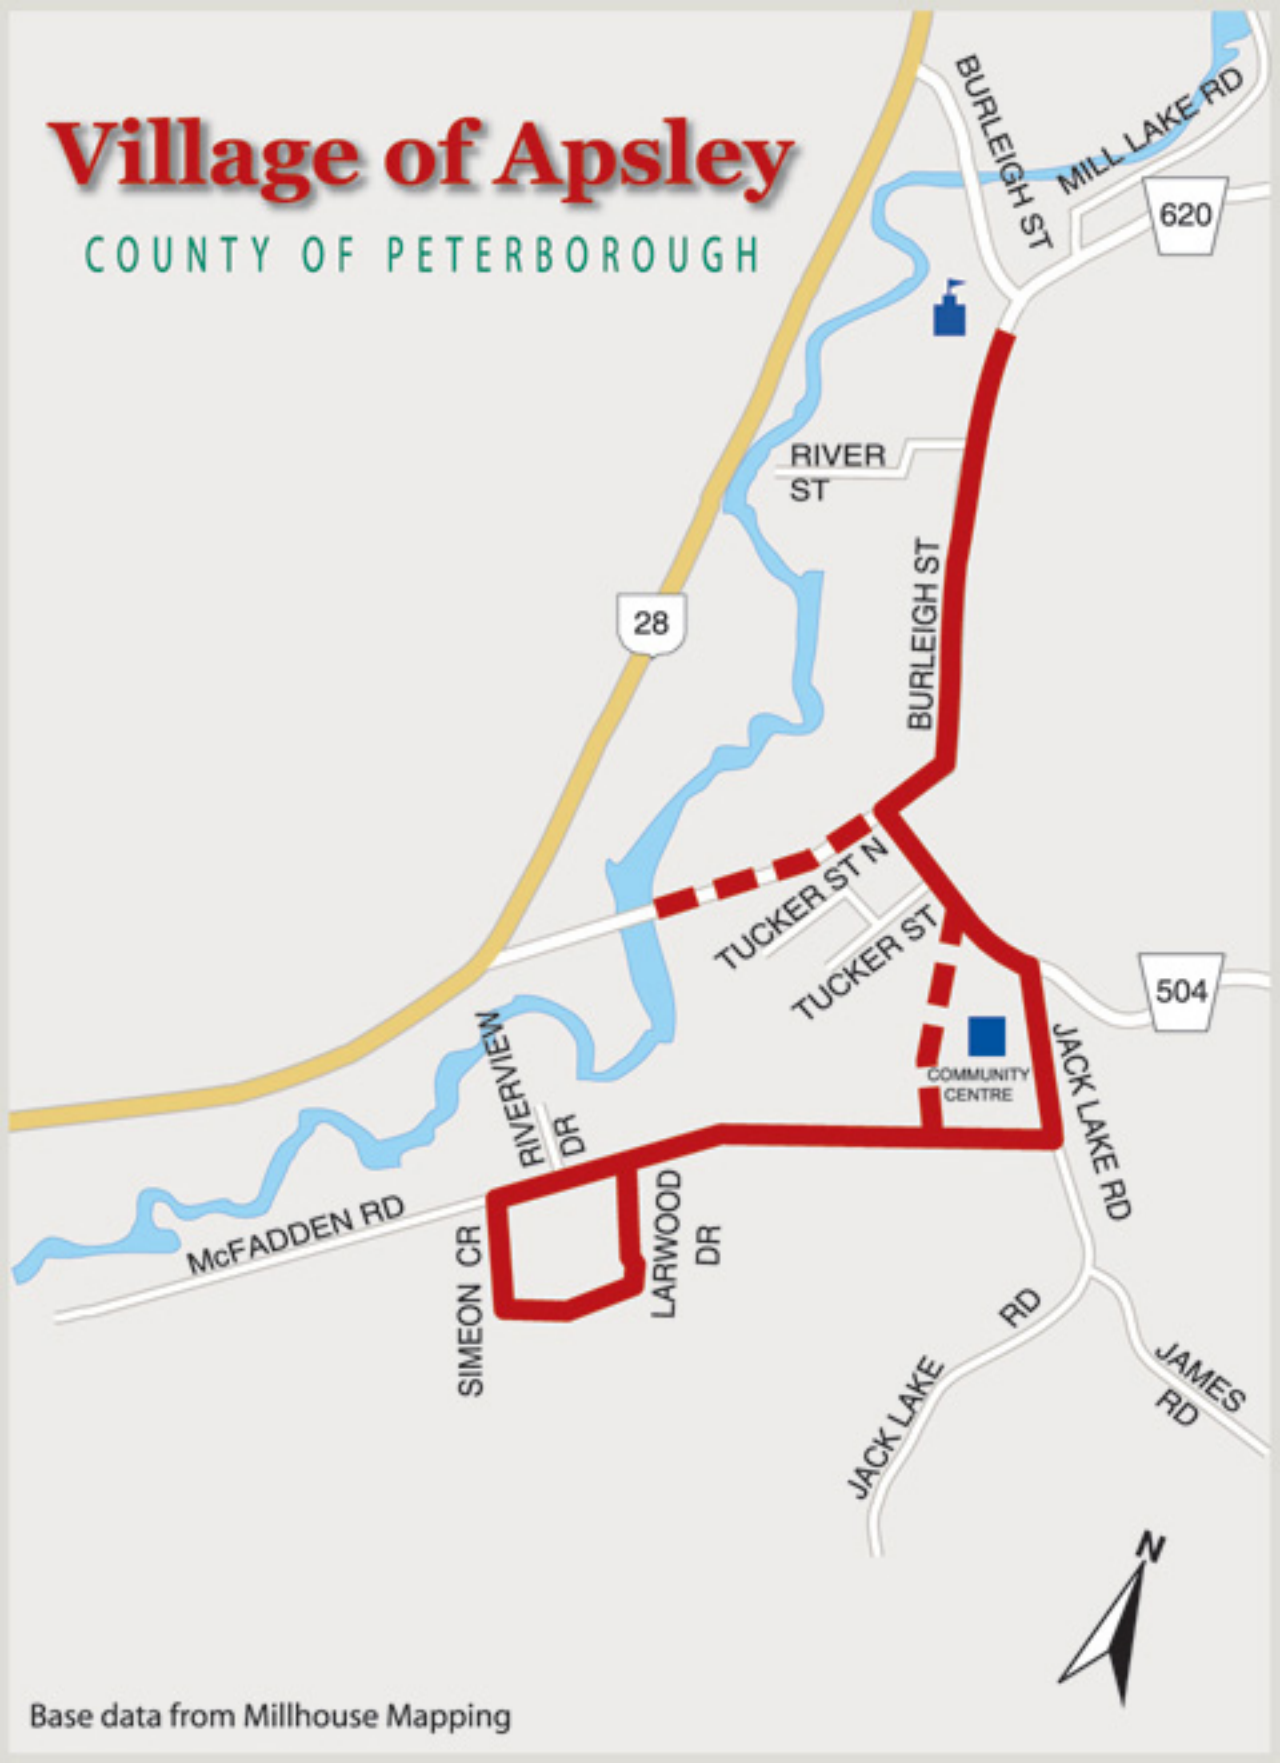 Village of Apsley
COUNTY OF PETERBOROUGH
BURLEIGH ST
MILL LAKE RD
620
RIVER
ST
BURLEIGH ST
28
TUCKER ST N
TUCKER ST
504
COMMUNITY
CENTRE
JACK LAKE RD
RIVERVIEW
DR
McFADDEN RD
SIMEON CR
LARWOOD
DR
JACK LAKE
RD
JAMES
RD
N
Base data from Millhouse Mapping